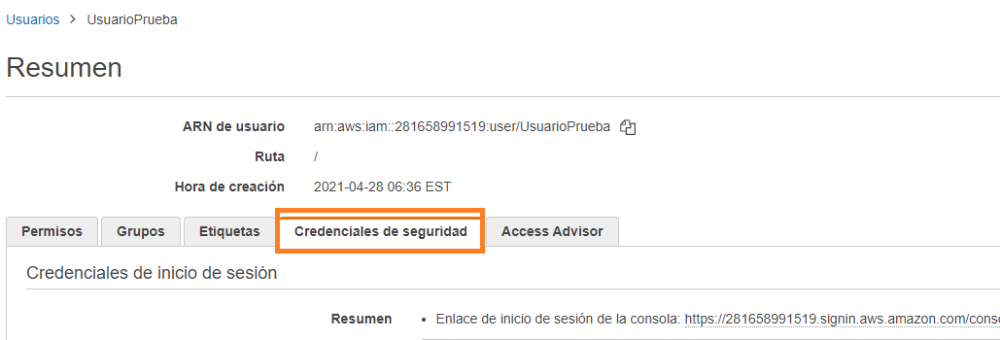 Usuarios > UsuarioPrueba
Resumen
ARN de usuario arn:aws:iam::281658991519:user/UsuarioPrueba
Ruta /
Hora de creación 2021-04-28 06:36 EST
Permisos Grupos Etiquetas Credenciales de seguridad Access Advisor
Credenciales de inicio de sesión
Resumen • Enlace de inicio de sesión de la consola: https://281658991519.signin.aws.amazon.com/conso